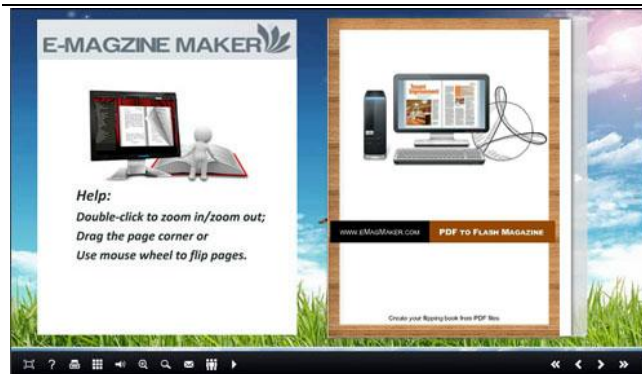 E-MAGZINE MAKER
Help:
Double-click to zoom in/zoom out;
Drag the page corner or
Use mouse wheel to flip pages.
WWW.EMAGMAKER.COM
PDF TO FLASH MAGAZINE
Create your flipping book from PDF files